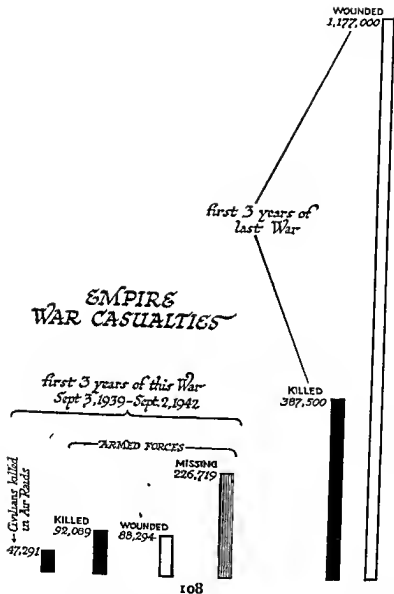 WOUNDED
1,177,000
first 3 years of
last War
EMPIRE
WAR CASUALTIES
first 3 years of this War
Sept 3, 1939-Sept. 2, 1942
ARMED FORCES
KILLED
387,500
MISSING
226,719
←Civilians killed
in Air Raids
47,291
KILLED
92,089
WOUNDED
88,294
108